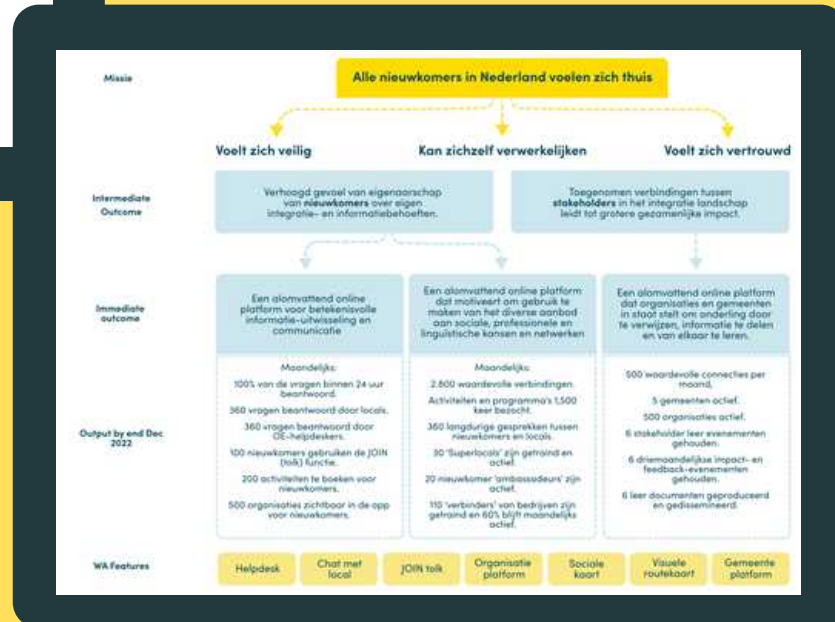 Missie
Alle nieuwkomers in Nederland voelen zich thuis
Voelt zich veilig
Kan zichzelf verwerkelijken
Voelt zich vertrouwd
Intermediate
Outcome
Verhoogd gevoel van eigenaarschap
van nieuwkomers over eigen
integratie- en informatiebehoeften.
Toegenomen verbindingen tussen
stakeholders in het integratie landschap
leidt tot grotere gezamenlijke impact.
Immediate
outcome
Een alomvattend online
platform voor betekenisvolle
informatie-uitwisseling en
communicatie
Een alomvattend online platform
dat motiveert om gebruik te
maken van het diverse aanbod
aan sociale, professionele en
linguistische kansen en netwerken
Een alomvattend online platform
dat organisaties en gemeenten
in staat stelt om onderling door
te verwijzen, informatie te delen
en van elkaar te leren.
Output by end Dec
2022
Maandelijks:
100% van de vragen binnen 24 uur
beantwoord.
360 vragen beantwoord door locals.
360 vragen beantwoord door
OE-helpdeskers.
100 nieuwkomers gebruiken de JOIN
(tolk) functie.
200 activiteiten te boeken voor
nieuwkomers.
500 organisaties zichtbaar in de app
voor nieuwkomers.
Maandelijks:
2.800 waardevolle verbindingen.
Activiteiten en programma's 1,500
keer bezocht.
360 langdurige gesprekken tussen
nieuwkomers en locals.
30 'Superlocals' zijn getraind en
actief.
20 nieuwkomer 'ambassadeurs' zijn
actief.
110 'verbinders' van bedrijven zijn
getraind en 60% blijft maandelijks
actief.
500 waardevolle connecties per
maand.
5 gemeenten actief.
500 organisaties actief.
6 stakeholder leer evenementen
gehouden.
6 driemaandelijkse impact- en
feedback-evenementen
gehouden.
6 leer documenten geproduceerd
en gedissemineerd.
WA Features
Helpdesk
Chat met
local
JOIN tolk
Organisatie
platform
Sociale
kaart
Visuele
routekaart
Gemeente
platform